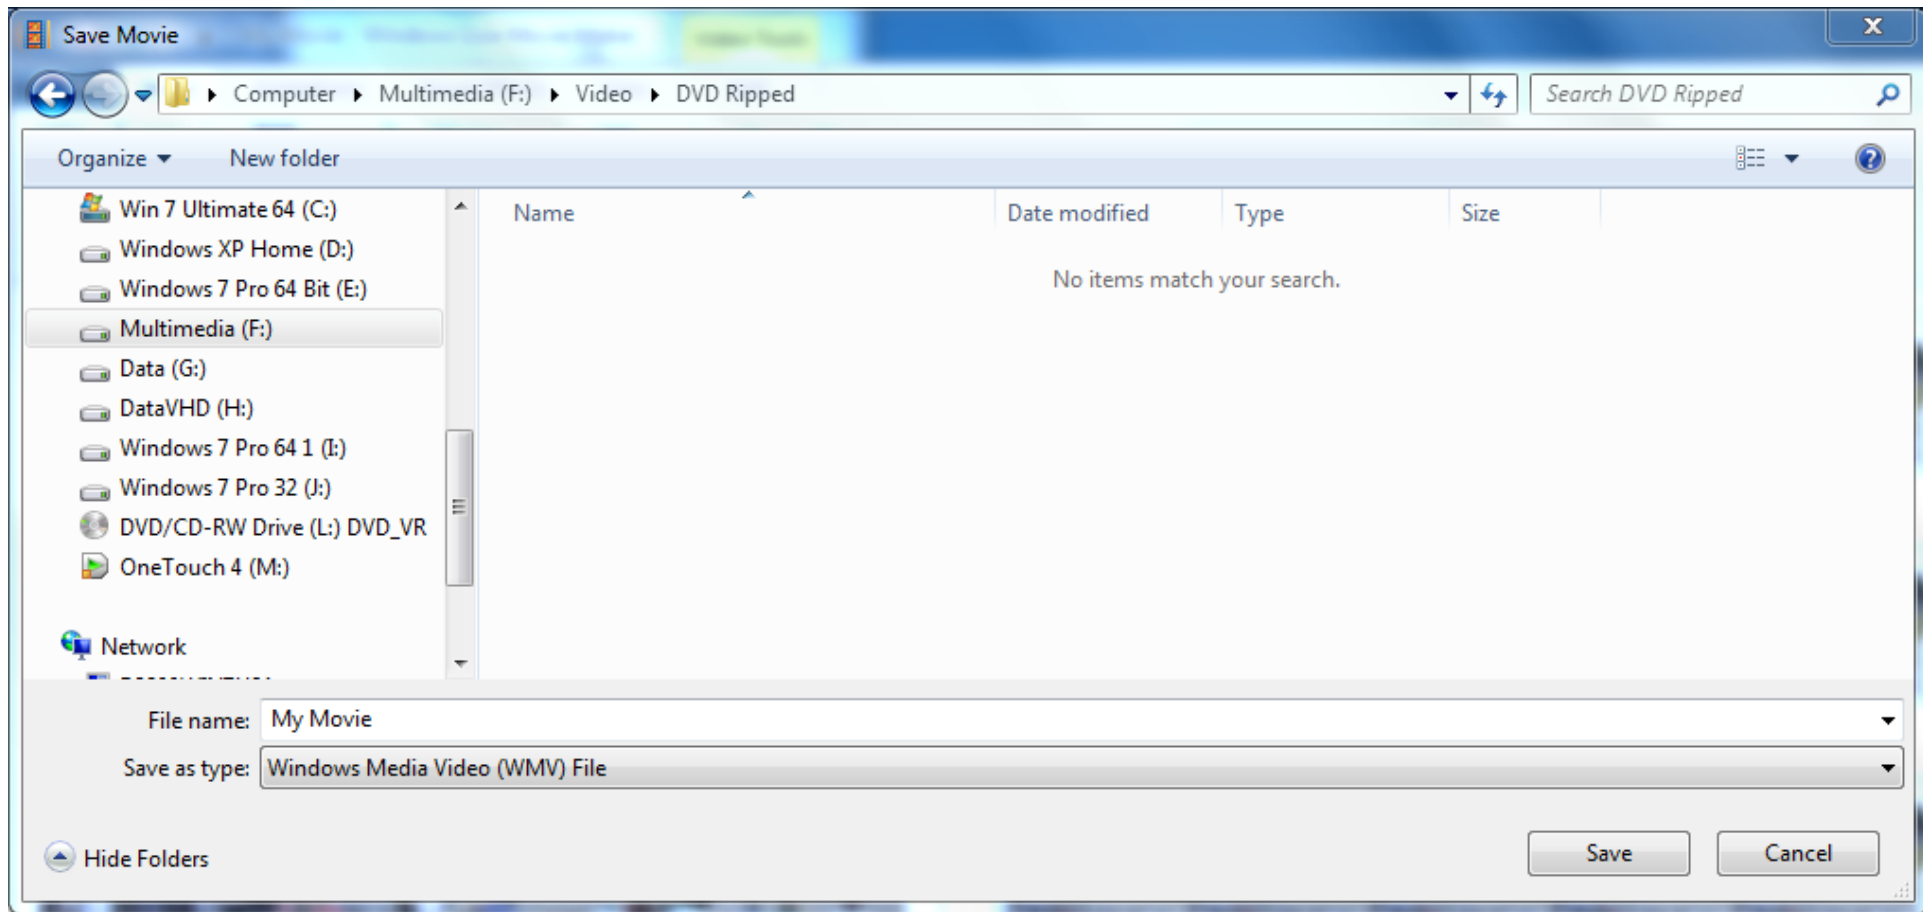 Save Movie
Computer Multimedia (F:) Video DVD Ripped
Search DVD Ripped
Organize New folder
Name Date modified Type Size
No items match your search.
Win 7 Ultimate 64 (C:)
Windows XP Home (D:)
Windows 7 Pro 64 Bit (E:)
Multimedia (F:)
Data (G:)
DataVHD (H:)
Windows 7 Pro 64 1 (I:)
Windows 7 Pro 32 (J:)
DVD/CD-RW Drive (L:) DVD_VR
OneTouch 4 (M:)
Network
File name: My Movie
Save as type: Windows Media Video (WMV) File
Hide Folders
Save Cancel